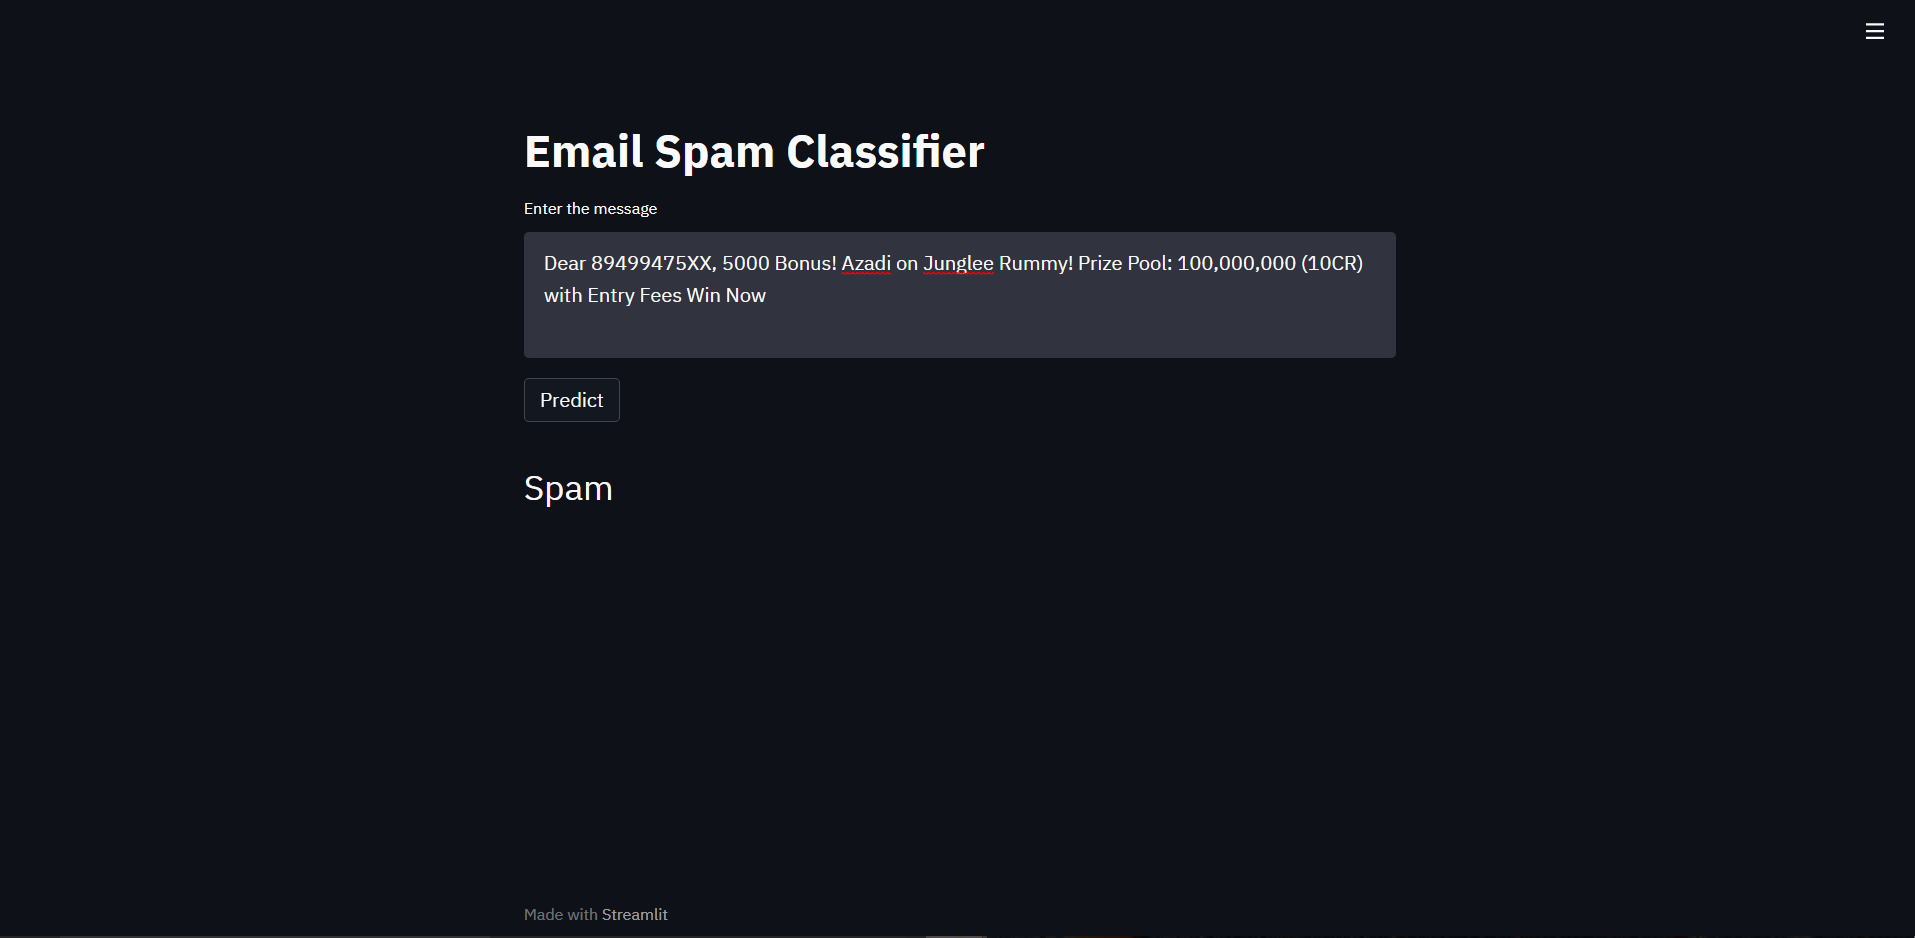 Email Spam Classifier
Enter the message
Dear 89499475XX, 5000 Bonus! Azadi on Junglee Rummy! Prize Pool: 100,000,000 (10CR)
with Entry Fees Win Now
Predict
Spam
Made with Streamlit